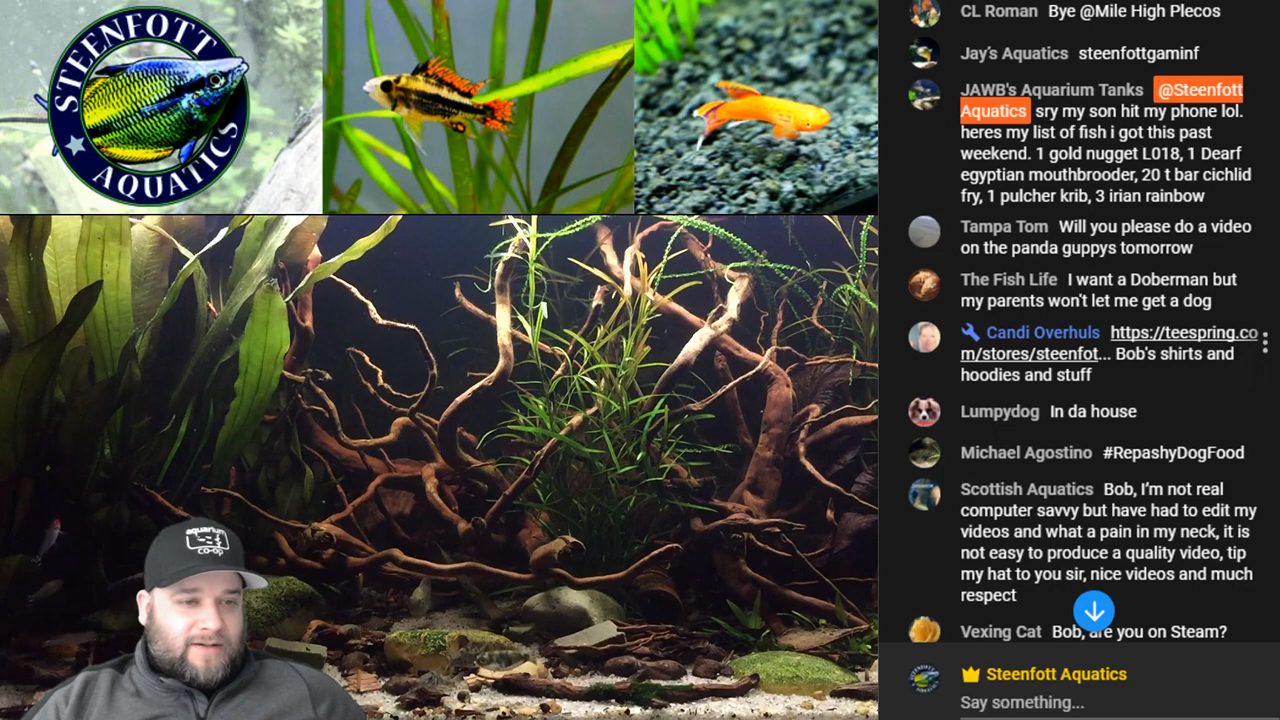 STEENFOTT
AQUATICS
aquarium
co-op
CL Roman Bye @Mile High Plecos
Jay's Aquatics steenfottgaminf
JAWB's Aquarium Tanks @Steenfott
Aquatics sry my son hit my phone lol.
heres my list of fish i got this past
weekend. 1 gold nugget L018, 1 Dearf
egyptian mouthbrooder, 20 t bar cichlid
fry, 1 pulcher krib, 3 irian rainbow
Tampa Tom Will you please do a video
on the panda guppys tomorrow
The Fish Life I want a Doberman but
my parents won't let me get a dog
Candi Overhuls https://teespring.co
m/stores/steenfot... Bob's shirts and
hoodies and stuff
Lumpydog In da house
Michael Agostino #RepashyDogFood
Scottish Aquatics Bob, I'm not real
computer savvy but have had to edit my
videos and what a pain in my neck, it is
not easy to produce a quality video, tip
my hat to you sir, nice videos and much
respect
Vexing Cat Bob, are you on Steam?
Steenfott Aquatics
Say something...